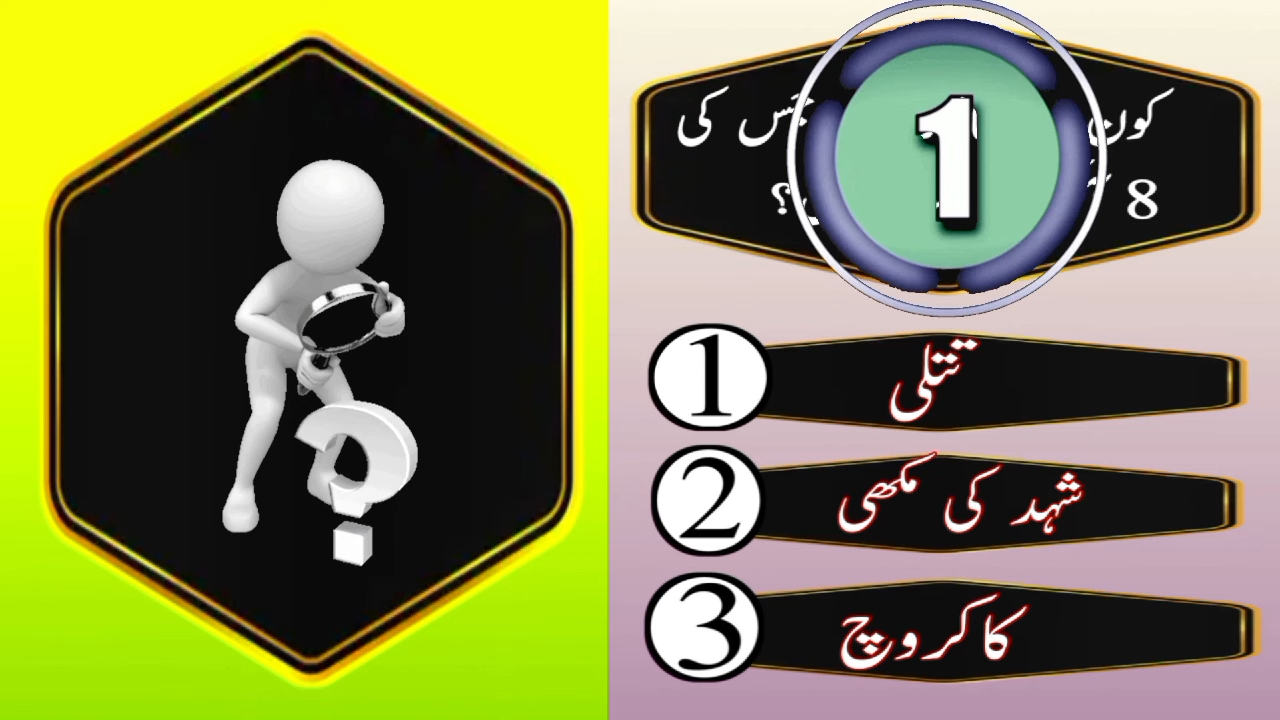 کون جس کی
8 ؟
1
1 تتلی
2 شہد کی مکھی
3 کاکروچ